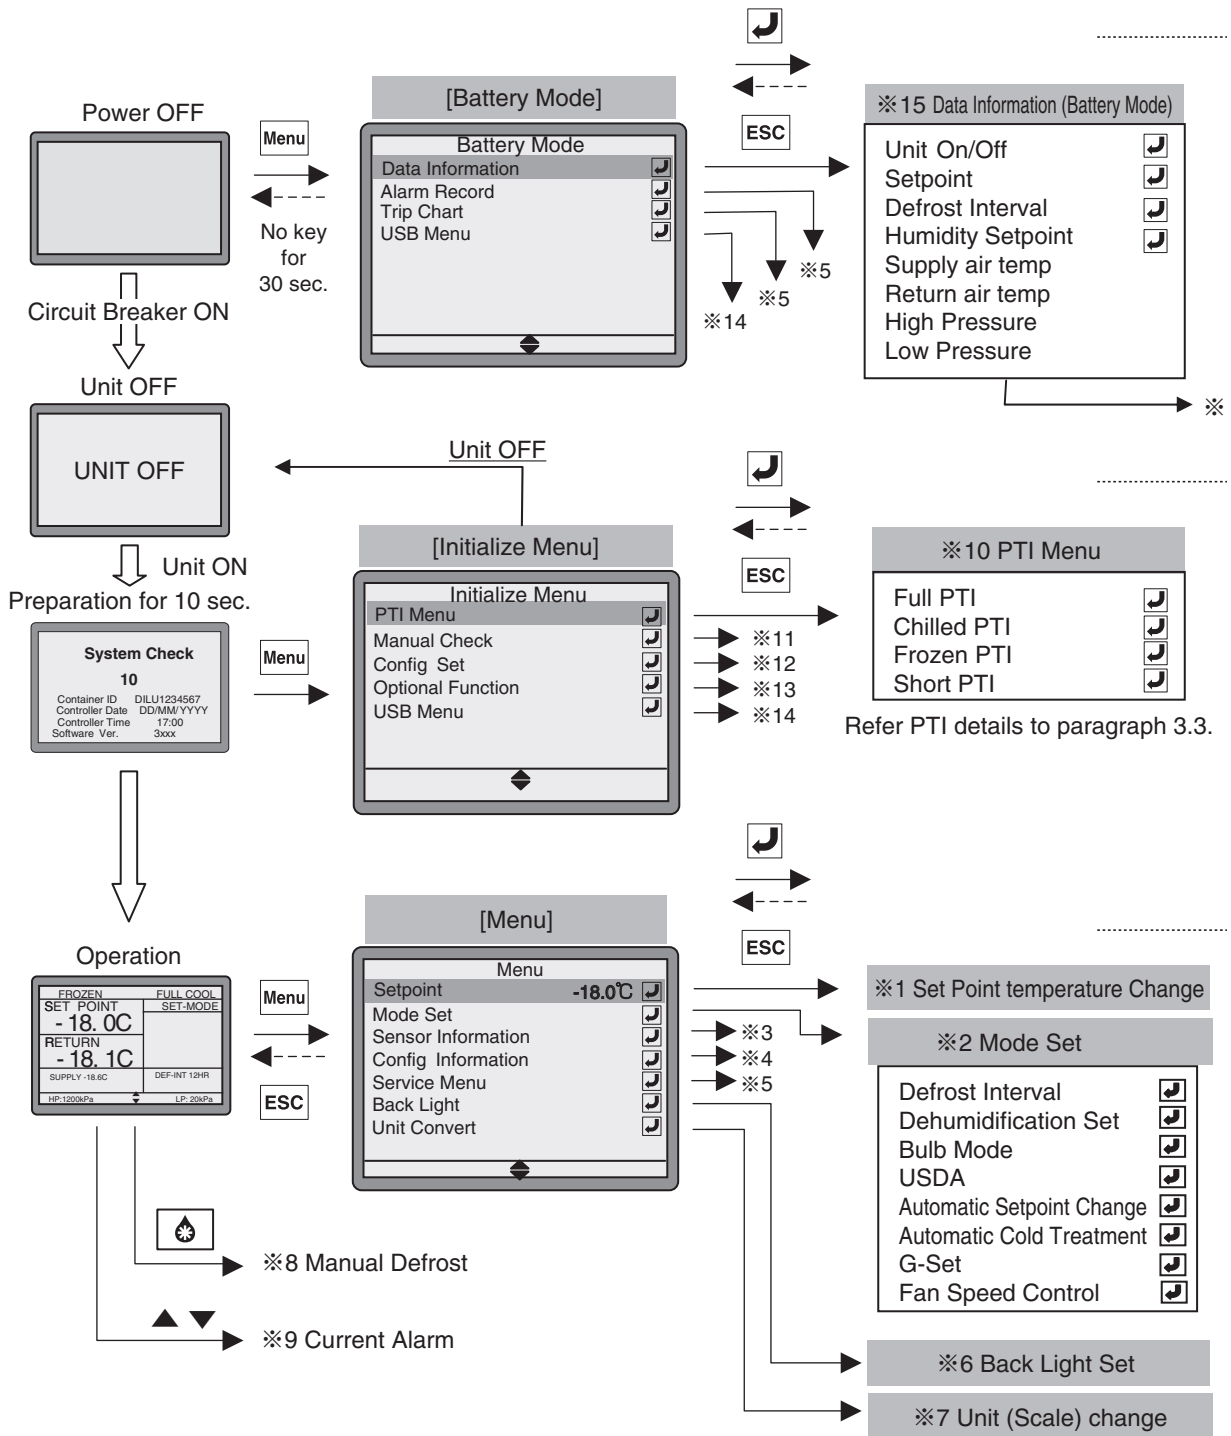 Power OFF
Menu
No key
for
30 sec.
[Battery Mode]
Battery Mode
Data Information
Alarm Record
Trip Chart
USB Menu
ESC
※5
※5
※14
※15 Data Information (Battery Mode)
Unit On/Off
Setpoint
Defrost Interval
Humidity Setpoint
Supply air temp
Return air temp
High Pressure
Low Pressure
※
Circuit Breaker ON
Unit OFF
UNIT OFF
Unit OFF
Unit ON
Preparation for 10 sec.
System Check
10
Container ID DILU1234567
Controller Date DD/MM/YYYY
Controller Time 17:00
Software Ver. 3xxx
Menu
[Initialize Menu]
Initialize Menu
PTI Menu
Manual Check
Config Set
Optional Function
USB Menu
ESC
※11
※12
※13
※14
※10 PTI Menu
Full PTI
Chilled PTI
Frozen PTI
Short PTI
Refer PTI details to paragraph 3.3.
Operation
FROZEN FULL COOL
SET POINT SET-MODE
- 18. 0C
RETURN
- 18. 1C
SUPPLY -18.6C DEF-INT 12HR
HP:1200kPa LP: 20kPa
Menu
ESC
[Menu]
Menu
Setpoint -18.0℃
Mode Set
Sensor Information
Config Information
Service Menu
Back Light
Unit Convert
ESC
※3
※4
※5
※1 Set Point temperature Change
※2 Mode Set
Defrost Interval
Dehumidification Set
Bulb Mode
USDA
Automatic Setpoint Change
Automatic Cold Treatment
G-Set
Fan Speed Control
※8 Manual Defrost
※9 Current Alarm
※6 Back Light Set
※7 Unit (Scale) change